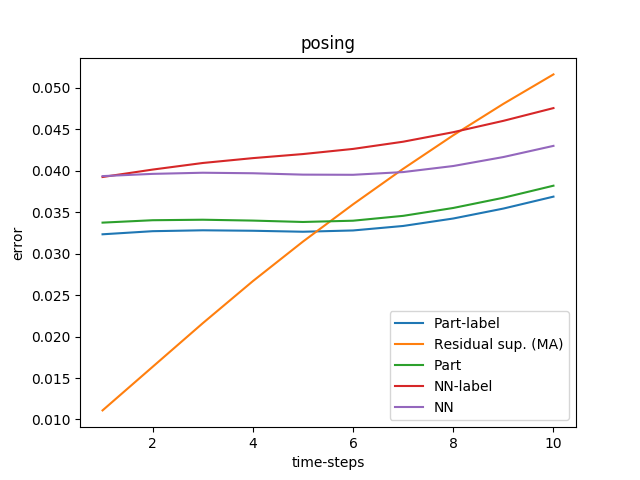 posing
0.050
0.045
0.040
0.035
0.030
0.025
0.020
0.015
0.010
error
2 4 6 8 10
time-steps
Part-label
Residual sup. (MA)
Part
NN-label
NN